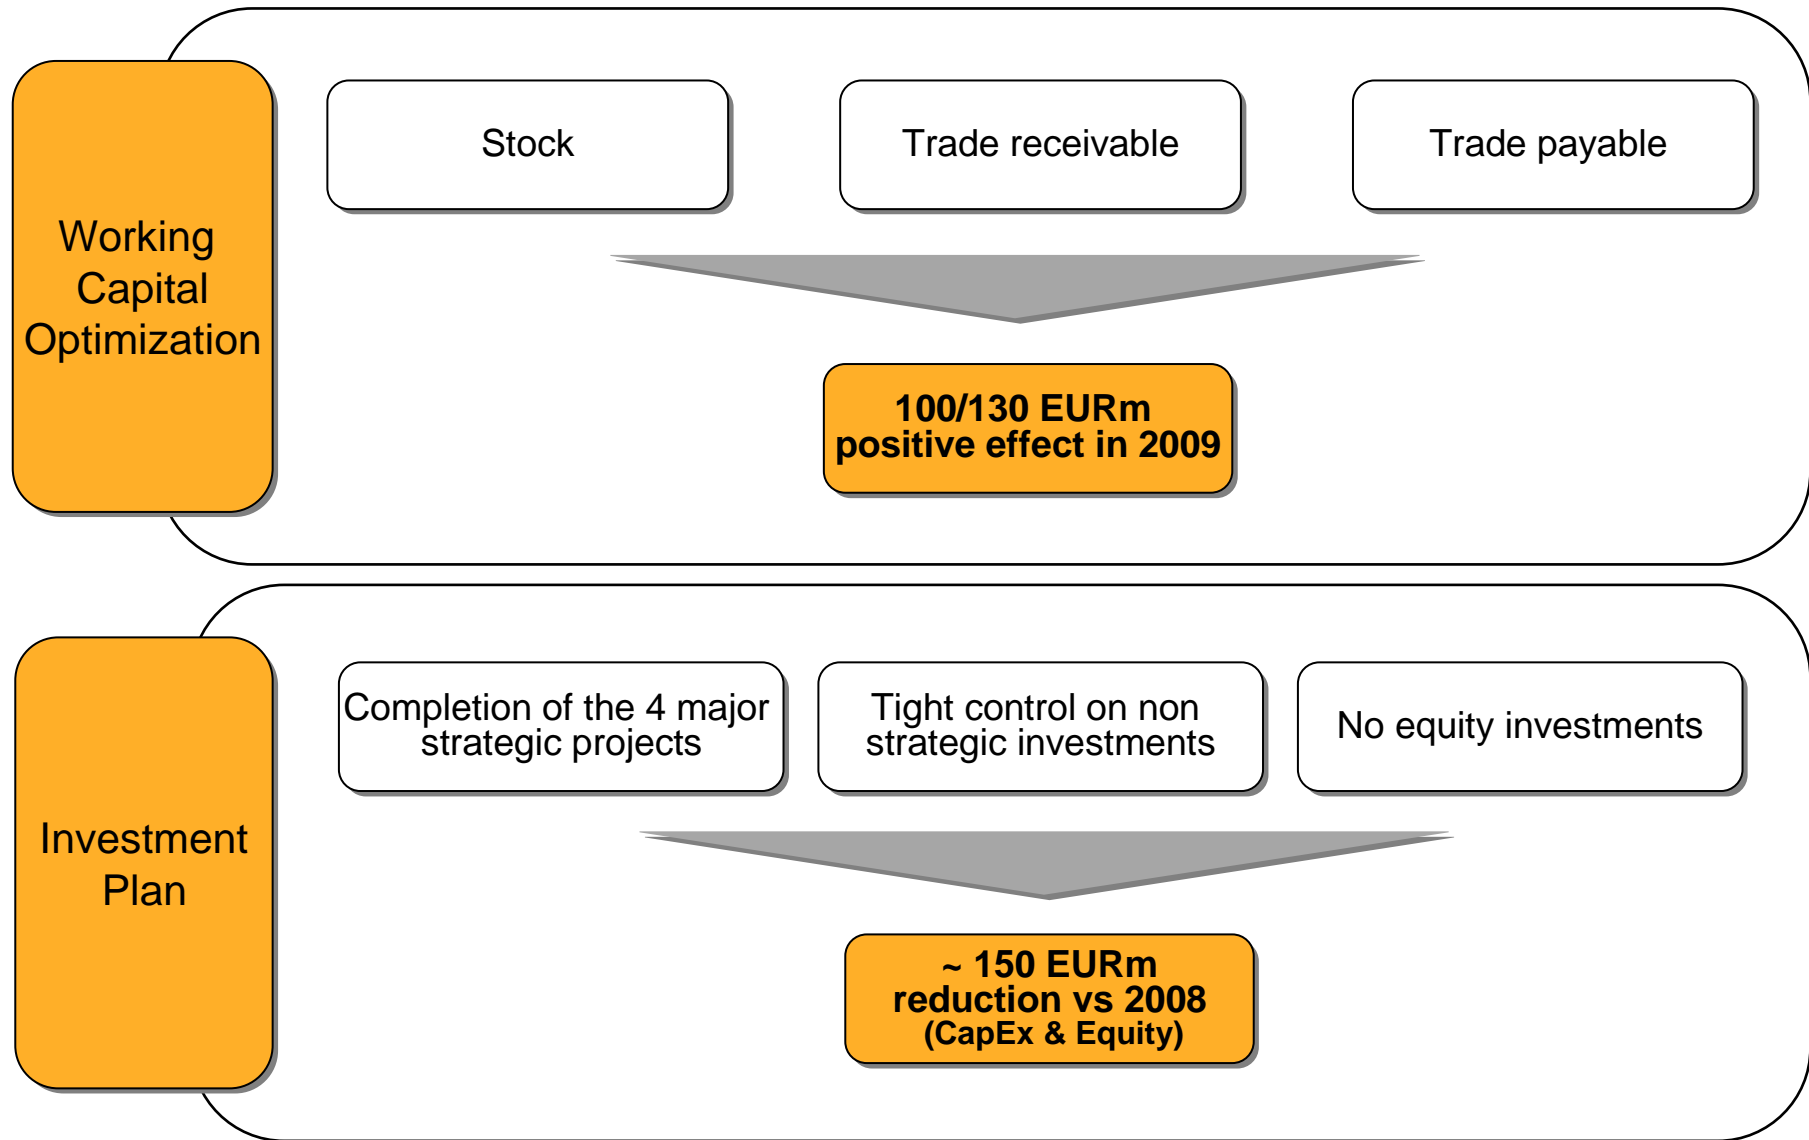 Working
Capital
Optimization
Stock
Trade receivable
Trade payable
100/130 EURm
positive effect in 2009
Investment
Plan
Completion of the 4 major
strategic projects
Tight control on non
strategic investments
No equity investments
~ 150 EURm
reduction vs 2008
(CapEx & Equity)